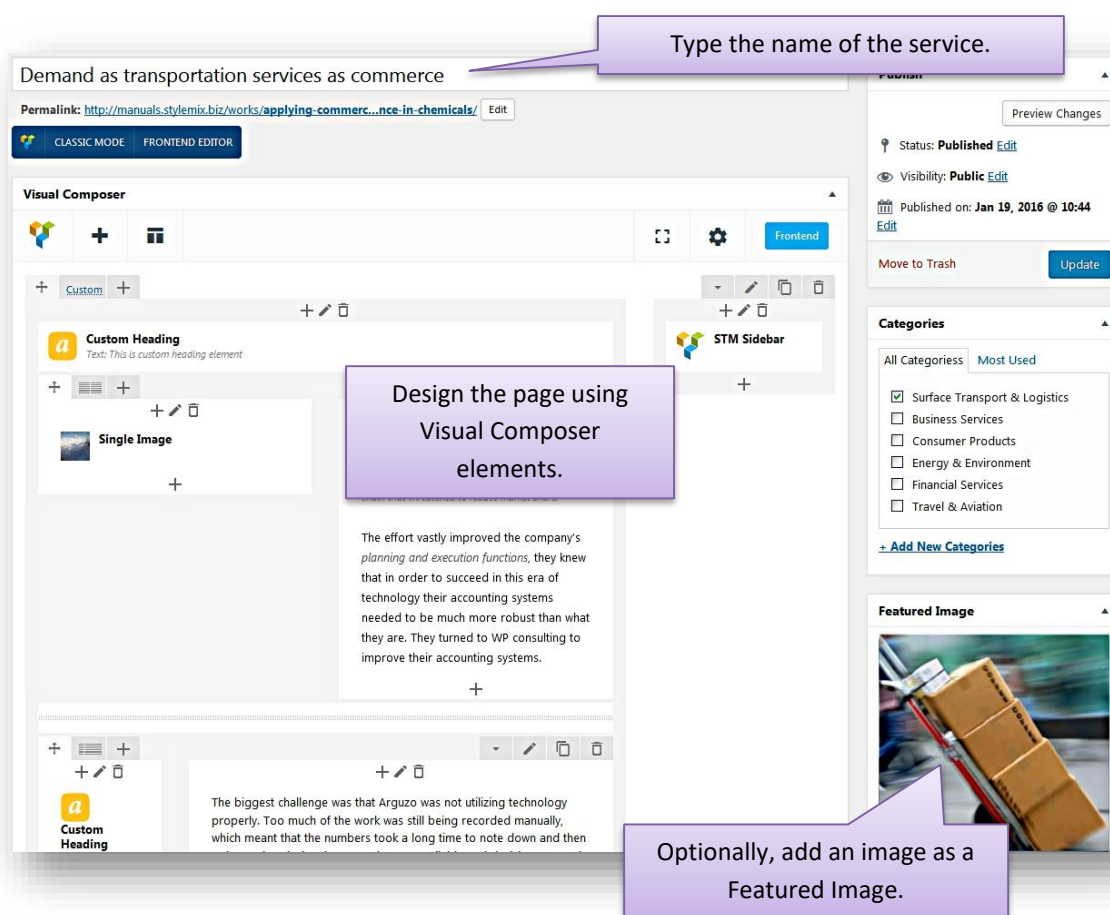 Type the name of the service.
Demand as transportation services as commerce
Permalink: http://manuals.stylemix.biz/works/applying-commerc...nce-in-chemicals/ Edit
CLASSIC MODE FRONTEND EDITOR
Visual Composer
Frontend
Custom
Custom Heading
Text: This is custom heading element
STM Sidebar
Single Image
Design the page using
Visual Composer
elements.
The effort vastly improved the company's
planning and execution functions, they knew
that in order to succeed in this era of
technology their accounting systems
needed to be much more robust than what
they are. They turned to WP consulting to
improve their accounting systems.
Custom
Heading
The biggest challenge was that Arguzo was not utilizing technology
properly. Too much of the work was still being recorded manually,
which meant that the numbers took a long time to note down and then
Publish
Preview Changes
Status: Published Edit
Visibility: Public Edit
Published on: Jan 19, 2016 @ 10:44
Edit
Move to Trash Update
Categories
All Categoriess Most Used
Surface Transport & Logistics
Business Services
Consumer Products
Energy & Environment
Financial Services
Travel & Aviation
+ Add New Categories
Featured Image
Optionally, add an image as a
Featured Image.